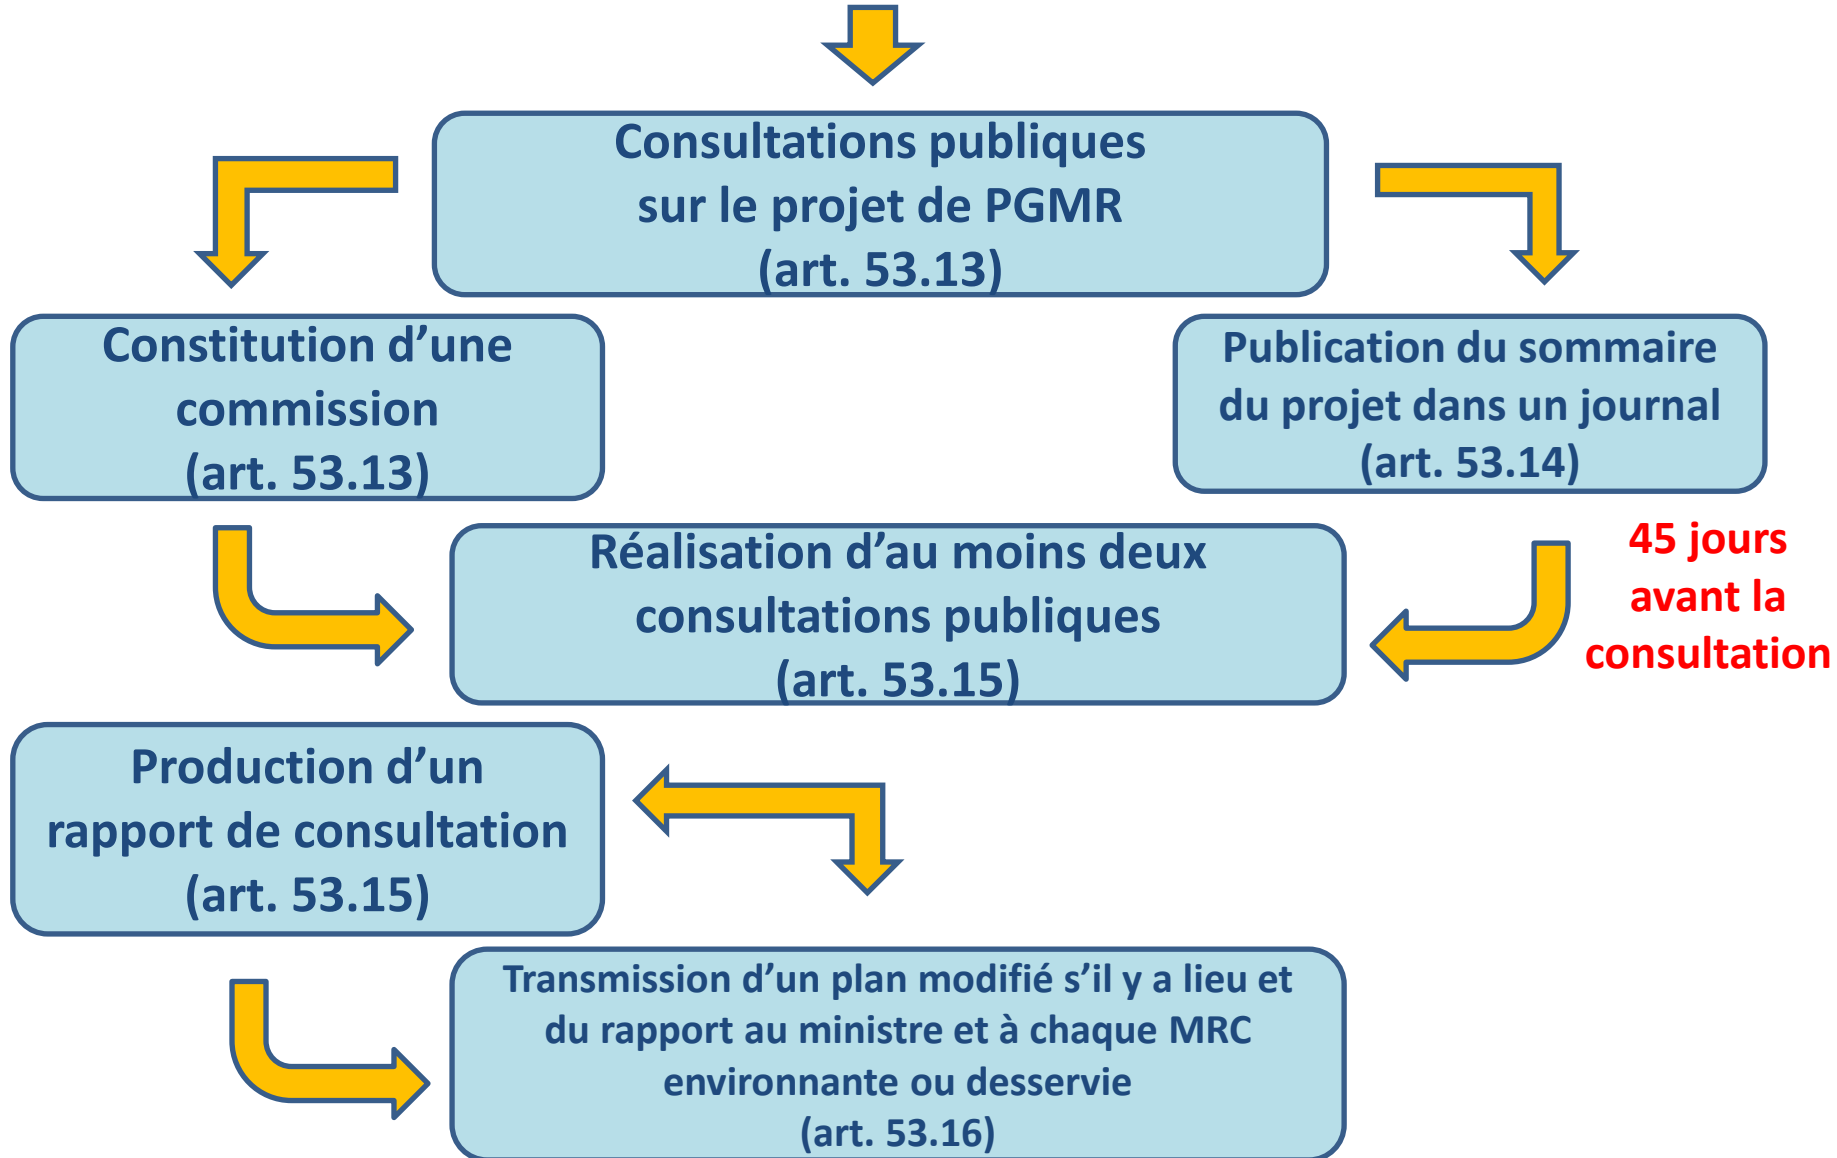 Consultations publiques
sur le projet de PGMR
(art. 53.13)
Constitution d’une
commission
(art. 53.13)
Publication du sommaire
du projet dans un journal
(art. 53.14)
45 jours
avant la
consultation
Réalisation d’au moins deux
consultations publiques
(art. 53.15)
Production d’un
rapport de consultation
(art. 53.15)
Transmission d’un plan modifié s’il y a lieu et
du rapport au ministre et à chaque MRC
environnante ou desservie
(art. 53.16)